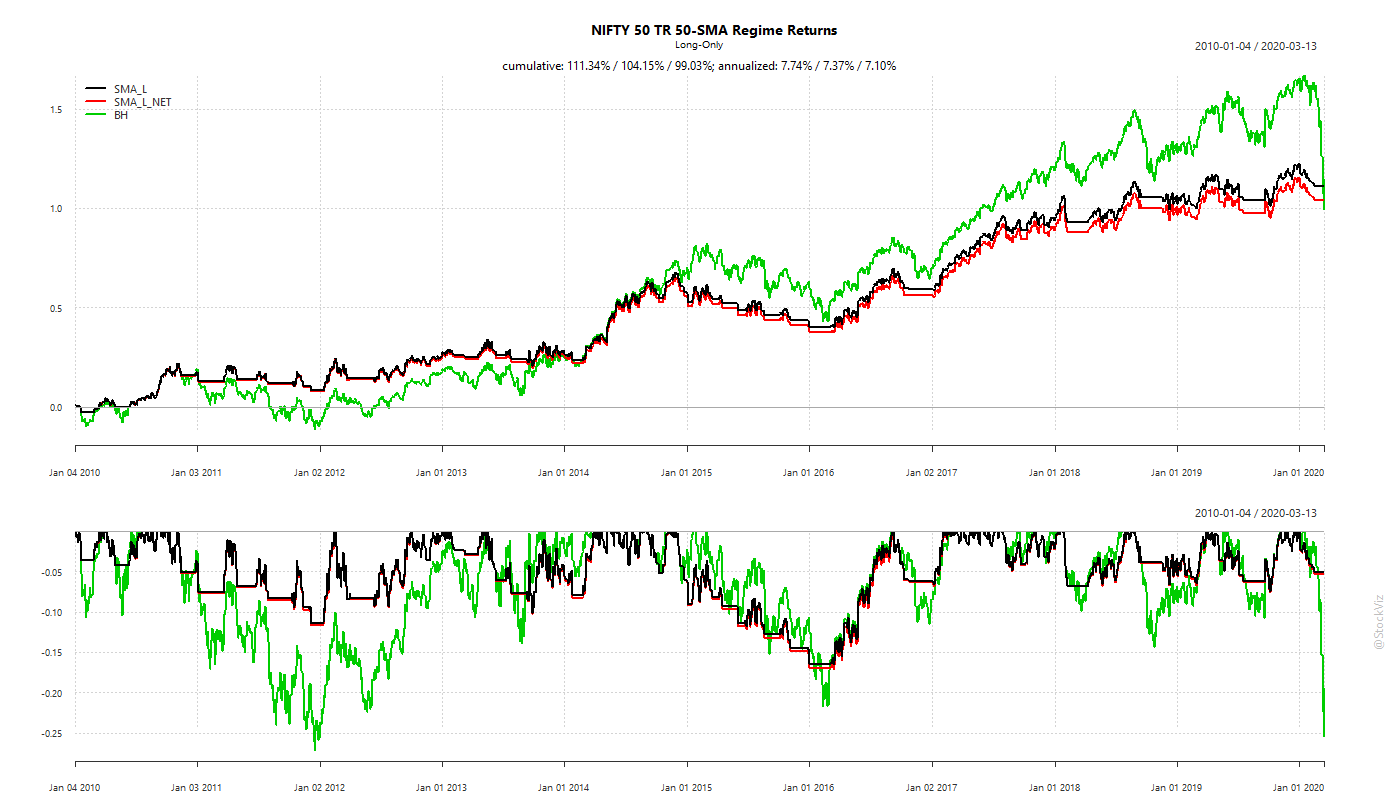 NIFTY 50 TR 50-SMA Regime Returns
Long-Only
2010-01-04 / 2020-03-13
cumulative: 111.34% / 104.15% / 99.03%; annualized: 7.74% / 7.37% / 7.10%
SMA_L
SMA_L_NET
BH
1.5
1.0
0.5
0.0
Jan 04 2010 Jan 03 2011 Jan 02 2012 Jan 01 2013 Jan 01 2014 Jan 01 2015 Jan 01 2016 Jan 02 2017 Jan 01 2018 Jan 01 2019 Jan 01 2020
2010-01-04 / 2020-03-13
-0.05
-0.10
-0.15
-0.20
-0.25
Jan 04 2010 Jan 03 2011 Jan 02 2012 Jan 01 2013 Jan 01 2014 Jan 01 2015 Jan 01 2016 Jan 02 2017 Jan 01 2018 Jan 01 2019 Jan 01 2020
@StockViz